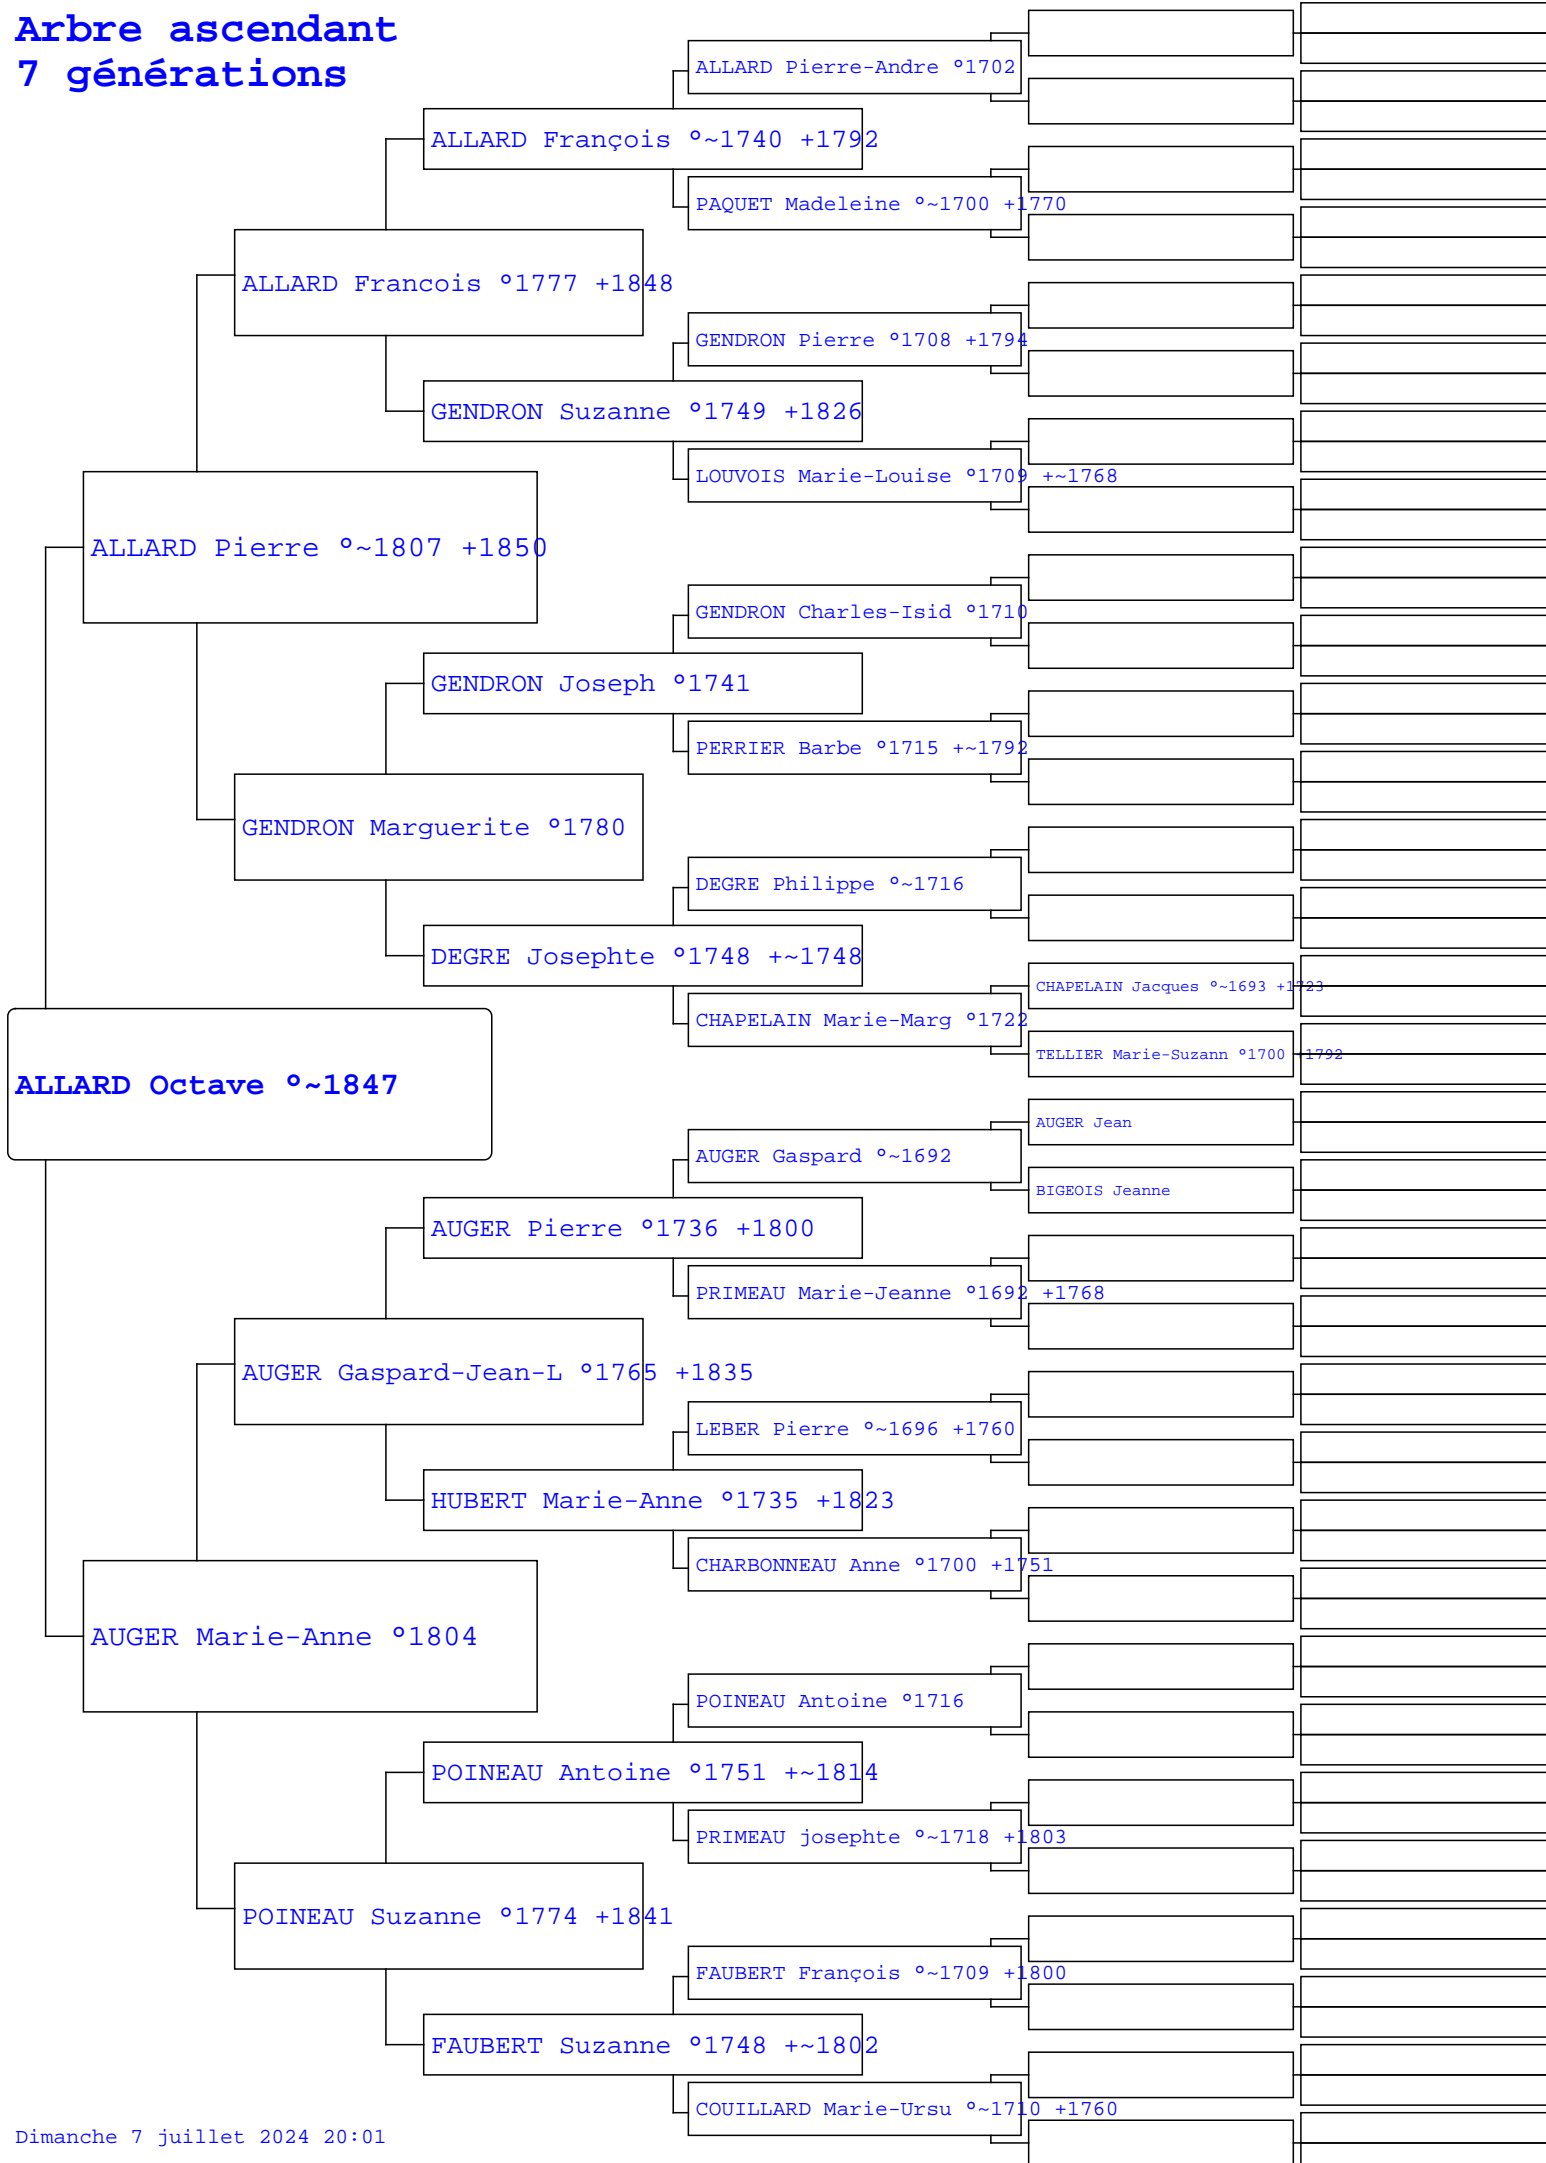 Arbre ascendant
7 générations
ALLARD Pierre-Andre °1702
ALLARD François °~1740 +1792
PAQUET Madeleine °~1700 +1770
ALLARD Francois °1777 +1848
GENDRON Pierre °1708 +1794
GENDRON Suzanne °1749 +1826
LOUVOIS Marie-Louise °1709 +~1768
ALLARD Pierre °~1807 +1850
GENDRON Charles-Isid °1710
GENDRON Joseph °1741
PERRIER Barbe °1715 +~1792
GENDRON Marguerite °1780
DEGRE Philippe °~1716
DEGRE Josephte °1748 +~1748
CHAPELAIN Jacques °~1693 +1723
CHAPELAIN Marie-Marg °1722
TELLIER Marie-Suzann °1700 +1792
ALLARD Octave °~1847
AUGER Jean
AUGER Gaspard °~1692
BIGEOIS Jeanne
AUGER Pierre °1736 +1800
PRIMEAU Marie-Jeanne °1692 +1768
AUGER Gaspard-Jean-L °1765 +1835
LEBER Pierre °~1696 +1760
HUBERT Marie-Anne °1735 +1823
CHARBONNEAU Anne °1700 +1751
AUGER Marie-Anne °1804
POINEAU Antoine °1716
POINEAU Antoine °1751 +~1814
PRIMEAU josephte °~1718 +1803
POINEAU Suzanne °1774 +1841
FAUBERT François °~1709 +1800
FAUBERT Suzanne °1748 +~1802
COUILLARD Marie-Ursu °~1710 +1760
Dimanche 7 juillet 2024 20:01